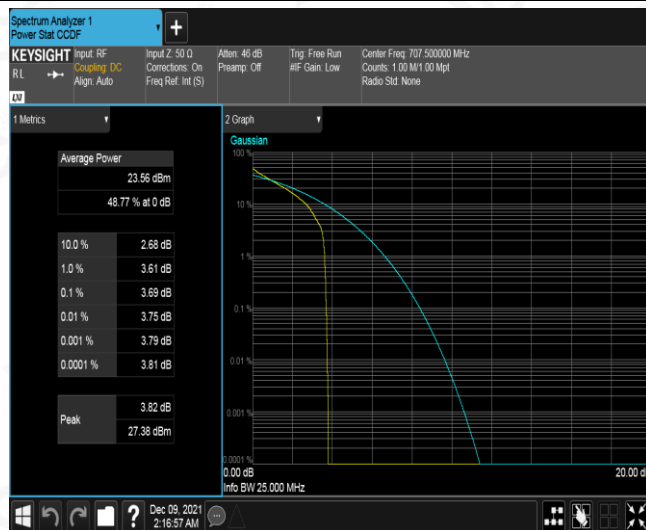 Spectrum Analyzer 1
Power Stat CCDF
+
KEYSIGHT
RL
LXI
Input: RF
Coupling: DC
Align: Auto
Input Z: 50 Ω
Corrections: On
Freq Ref: Int (S)
Atten: 46 dB
Preamp: Off
Trig: Free Run
#IF Gain: Low
Center Freq: 707.500000 MHz
Counts: 1.00 M/1.00 Mpt
Radio Std: None
1 Metrics
Average Power
23.56 dBm
48.77 % at 0 dB
10.0 % 2.68 dB
1.0 % 3.61 dB
0.1 % 3.69 dB
0.01 % 3.75 dB
0.001 % 3.79 dB
0.0001 % 3.81 dB
Peak
3.82 dB
27.38 dBm
2 Graph
Gaussian
100 %
10 %
1 %
0.1 %
0.01 %
0.001 %
0.0001 %
0.00 dB
20.00 d
Info BW 25.000 MHz
?
Dec 09, 2021
2:16:57 AM